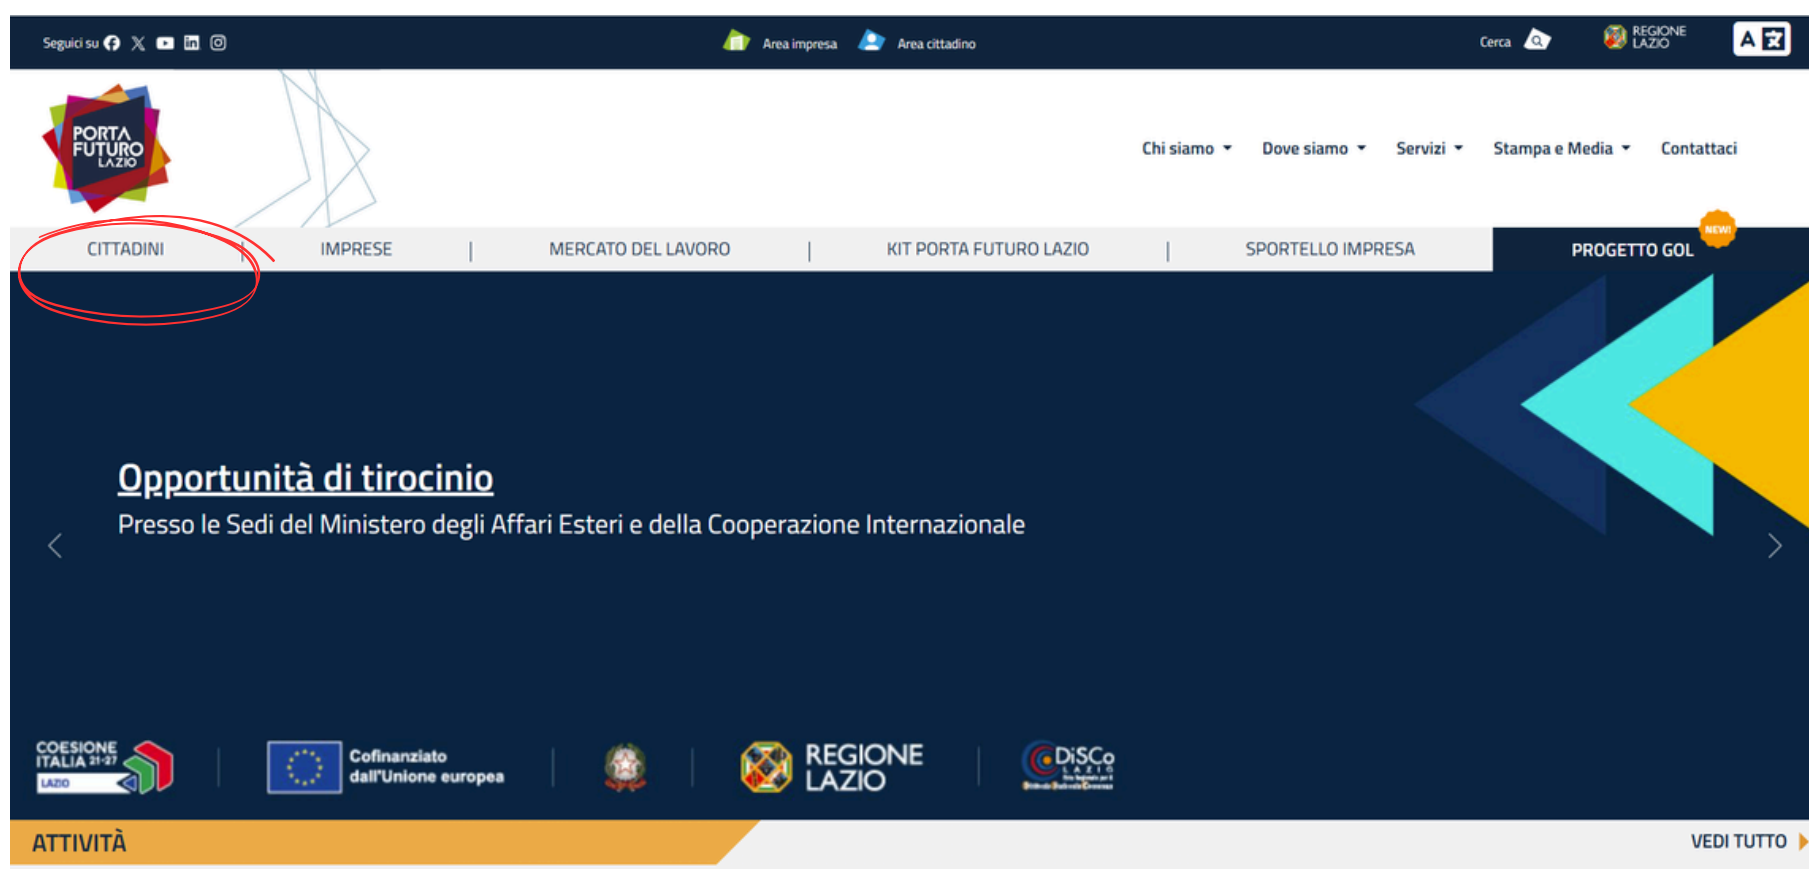 Seguici su
Area impresa
Area cittadino
Cerca
REGIONE
LAZIO
A
PORTA
FUTURO
LAZIO
Chi siamo
Dove siamo
Servizi
Stampa e Media
Contattaci
NEW!
CITTADINI | IMPRESE | MERCATO DEL LAVORO | KIT PORTA FUTURO LAZIO | SPORTELLO IMPRESA
PROGETTO GOL
Opportunità di tirocinio
Presso le Sedi del Ministero degli Affari Esteri e della Cooperazione Internazionale
COESIONE
ITALIA 21-27
LAZIO
Cofinanziato
dall'Unione europea
REGIONE
LAZIO
DiSCo
LAZIO
ATTIVITÀ
VEDI TUTTO